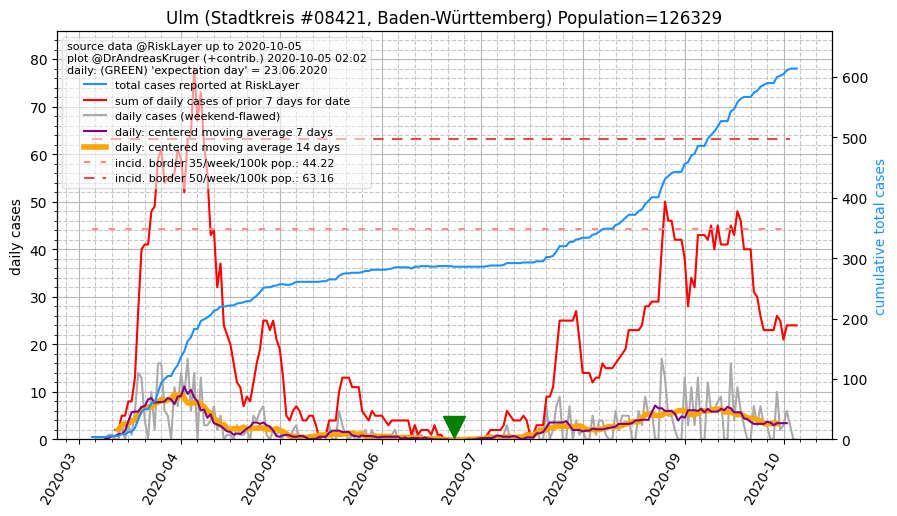 Ulm (Stadtkreis #08421, Baden-Württemberg) Population=126329
source data @RiskLayer up to 2020-10-05
plot @DrAndreasKruger (+contrib.) 2020-10-05 02:02
daily: (GREEN) 'expectation day' = 23.06.2020
total cases reported at RiskLayer
sum of daily cases of prior 7 days for date
daily cases (weekend-flawed)
daily: centered moving average 7 days
daily: centered moving average 14 days
incid. border 35/week/100k pop.: 44.22
incid. border 50/week/100k pop.: 63.16
daily cases
80
70
60
50
40
30
20
10
0
600
500
400
300
200
100
0
cumulative total cases
2020-03
2020-04
2020-05
2020-06
2020-07
2020-08
2020-09
2020-10